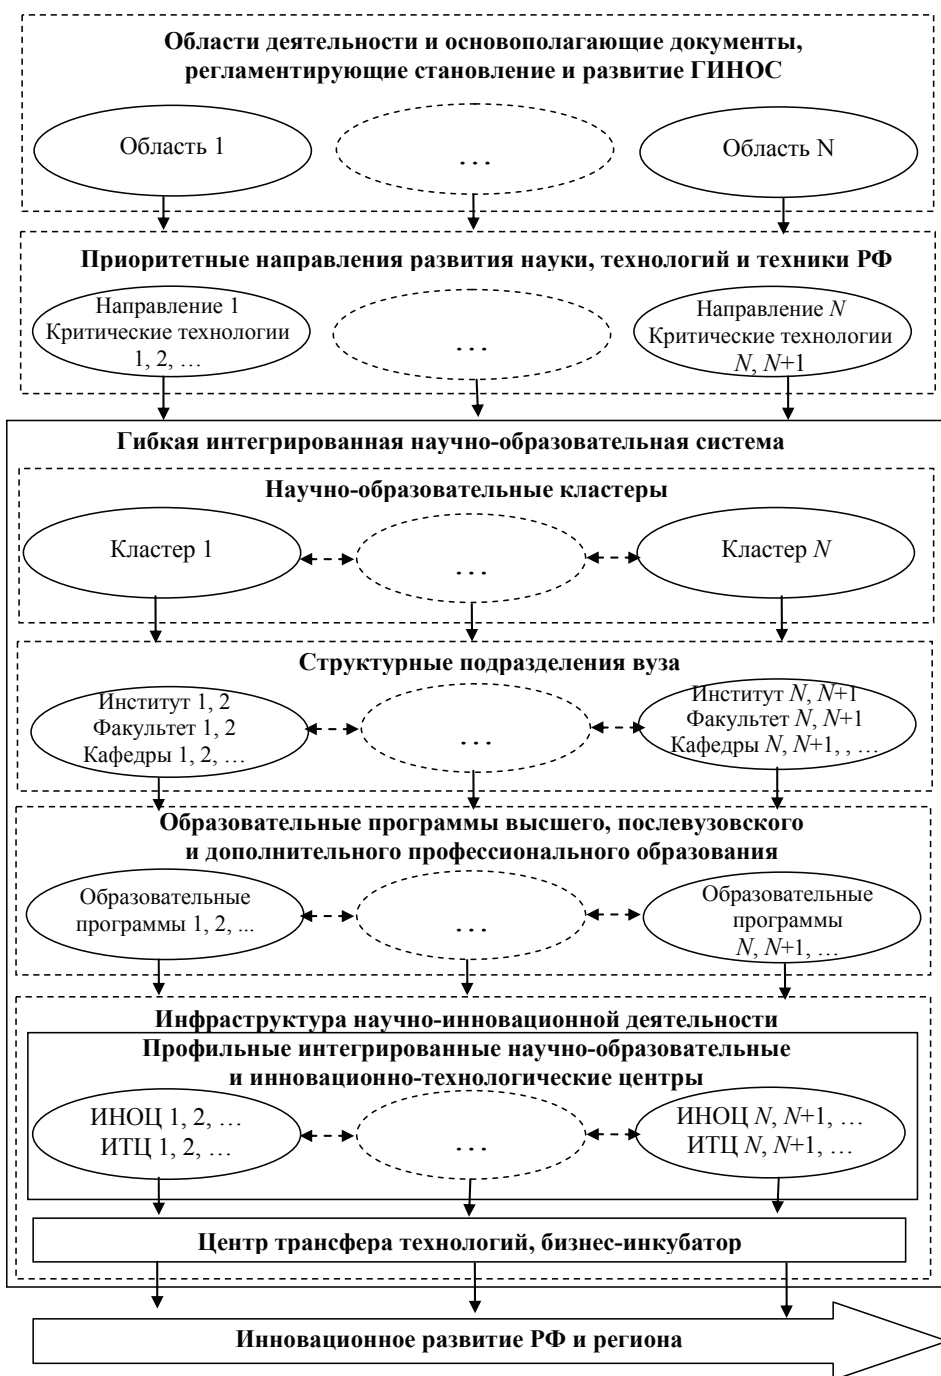 Области деятельности и основополагающие документы,
регламентирующие становление и развитие ГИНОС
Область 1
...
Область N
Приоритетные направления развития науки, технологий и техники РФ
Направление 1
Критические технологии
1, 2, …
...
Направление N
Критические технологии
N, N+1
Гибкая интегрированная научно-образовательная система
Научно-образовательные кластеры
Кластер 1
...
Кластер N
Структурные подразделения вуза
Институт 1, 2
Факультет 1, 2
Кафедры 1, 2, …
...
Институт N, N+1
Факультет N, N+1
Кафедры N, N+1, , …
Образовательные программы высшего, послевузовского
и дополнительного профессионального образования
Образовательные
программы 1, 2, ...
...
Образовательные
программы
N, N+1, …
Инфраструктура научно-инновационной деятельности
Профильные интегрированные научно-образовательные
и инновационно-технологические центры
ИНОЦ 1, 2, …
ИТЦ 1, 2, …
...
ИНОЦ N, N+1, …
ИТЦ N, N+1, …
Центр трансфера технологий, бизнес-инкубатор
Инновационное развитие РФ и региона